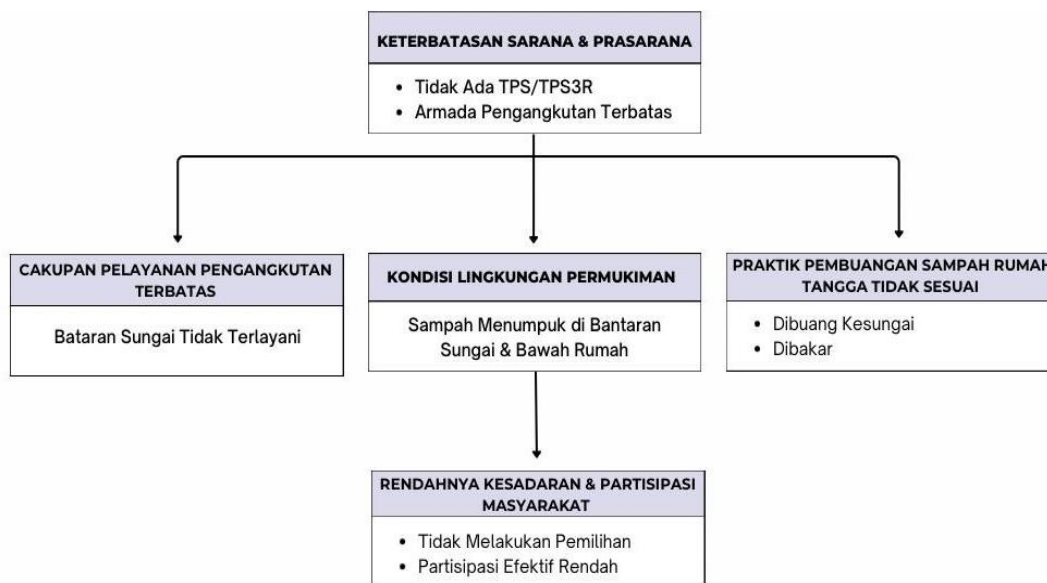 KETERBATASAN SARANA & PRASARANA
• Tidak Ada TPS/TPS3R
• Armada Pengangkutan Terbatas
CAKUPAN PELAYANAN PENGANGKUTAN
TERBATAS
Bataran Sungai Tidak Terlayani
KONDISI LINGKUNGAN PERMUKIMAN
Sampah Menumpuk di Bantaran
Sungai & Bawah Rumah
PRAKTIK PEMBUANGAN SAMPAH RUMAH
TANGGA TIDAK SESUAI
• Dibuang Kesungai
• Dibakar
RENDAHNYA KESADARAN & PARTISIPASI
MASYARAKAT
• Tidak Melakukan Pemilihan
• Partisipasi Efektif Rendah